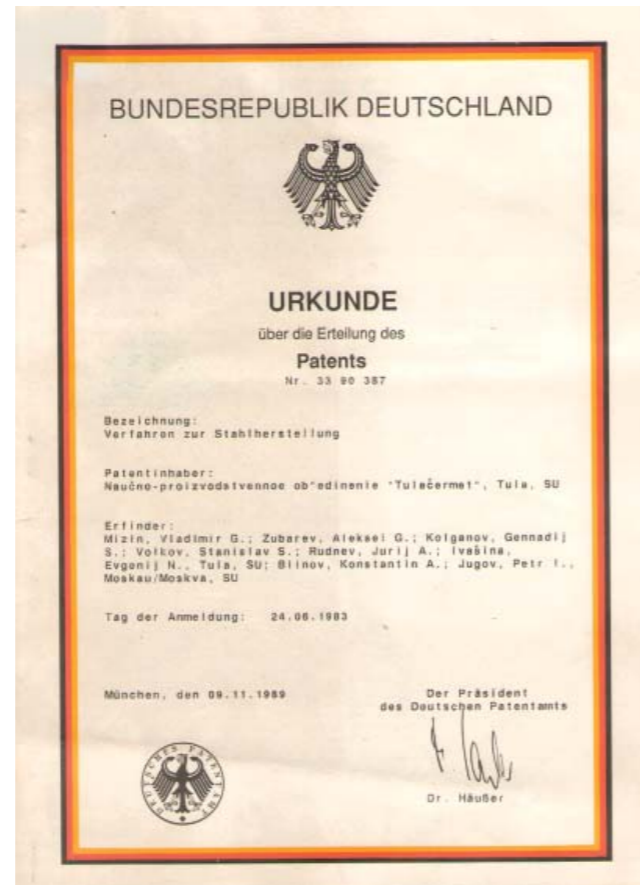 BUNDESREPUBLIK DEUTSCHLAND
URKUNDE
über die Erteilung des
Patents
Nr. 33 90 387
Bezeichnung:
Verfahren zur Stahlherstellung
Patentinhaber:
Naučno-proizvodstvennoe ob"edinenie "Tulačermet", Tula, SU
Erfinder:
Mizin, Vladimir G.; Zubarev, Aleksei G.; Kolganov, Gennadij
S.; Volkov, Stanislav S.; Rudnev, Jurij A.; Ivašina,
Evgenij N., Tula, SU; Blinov, Konstantin A.; Jugov, Petr I.,
Moskau/Moskva, SU
Tag der Anmeldung: 24.06.1983
München, den 09.11.1989
Der Präsident
des Deutschen Patentamts
Dr. Häußer
DEUTSCHES PATENTAMT